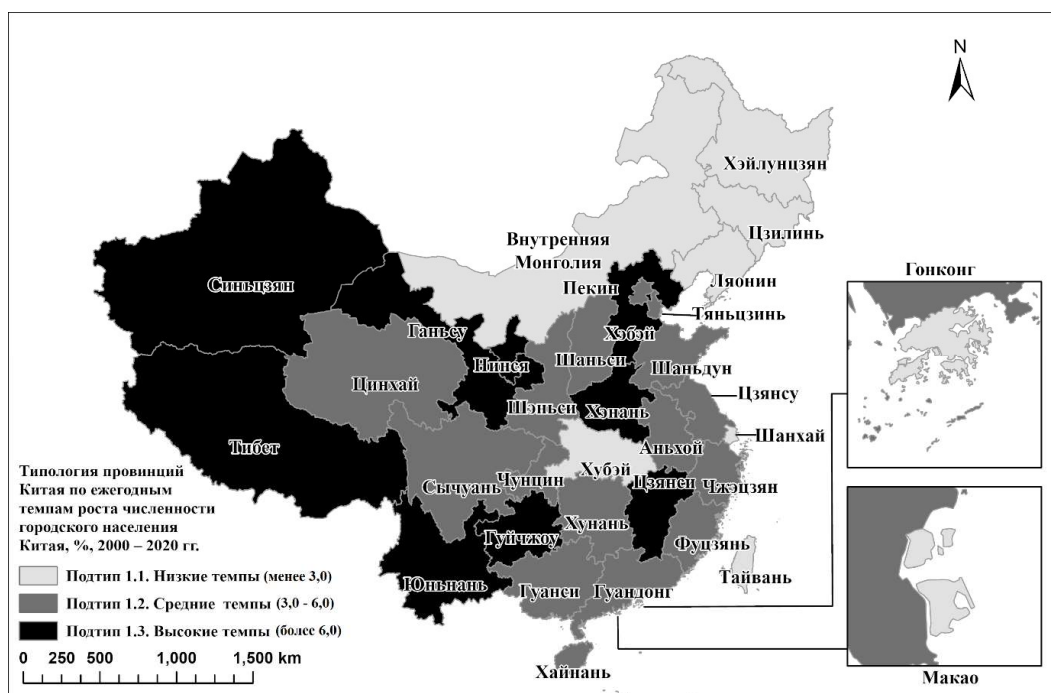 N
Хэйлунцзян
Цзилинь
Внутренняя
Монголия
Ляонин
Гонконг
Пекин
Тяньцзинь
Синьцзян
Ганьсу
Хэбэй
Нинся
Шаньси
Шаньдун
Цинхай
Цзянсу
Шэньси
Хэнань
Шанхай
Тибет
Аньхой
Хубэй
Цзянси
Чжэцзян
Сычуань
Чунцин
Хунань
Гуйчжоу
Фуцзянь
Тайвань
Юньнань
Гуанси
Гуандонг
Хайнань
Макао
Типология провинций
Китая по ежегодным
темпам роста численности
городского населения
Китая, %, 2000 – 2020 гг.
Подтип 1.1. Низкие темпы (менее 3,0)
Подтип 1.2. Средние темпы (3,0 - 6,0)
Подтип 1.3. Высокие темпы (более 6,0)
0 250 500 1,000 1,500 km